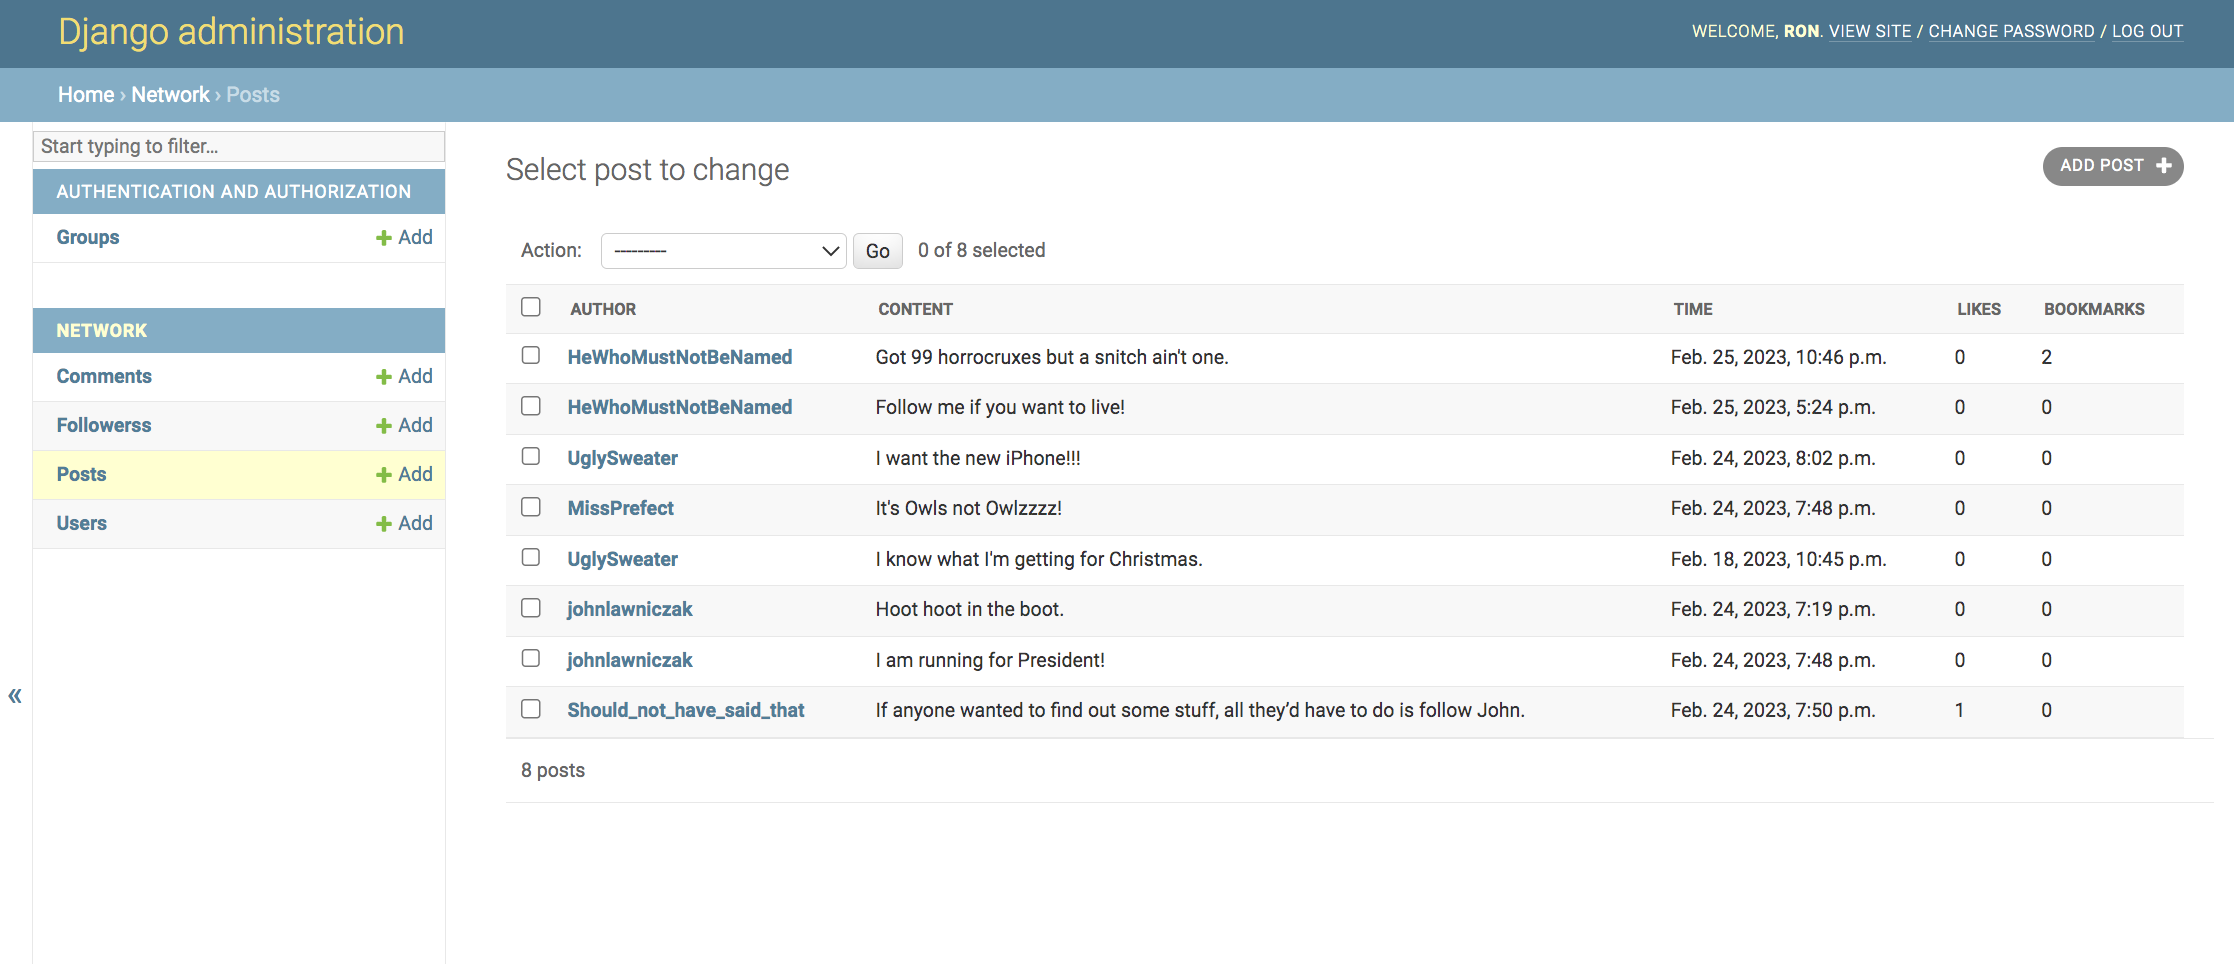 Django administration
WELCOME, RON. VIEW SITE / CHANGE PASSWORD / LOG OUT
Home › Network › Posts
Start typing to filter...
AUTHENTICATION AND AUTHORIZATION
Groups + Add
NETWORK
Comments + Add
Followerss + Add
Posts + Add
Users + Add
«
Select post to change
ADD POST +
Action: --------- Go 0 of 8 selected
AUTHOR CONTENT TIME LIKES BOOKMARKS
HeWhoMustNotBeNamed Got 99 horrocruxes but a snitch ain't one. Feb. 25, 2023, 10:46 p.m. 0 2
HeWhoMustNotBeNamed Follow me if you want to live! Feb. 25, 2023, 5:24 p.m. 0 0
UglySweater I want the new iPhone!!! Feb. 24, 2023, 8:02 p.m. 0 0
MissPrefect It's Owls not Owlzzzz! Feb. 24, 2023, 7:48 p.m. 0 0
UglySweater I know what I'm getting for Christmas. Feb. 18, 2023, 10:45 p.m. 0 0
johnlawniczak Hoot hoot in the boot. Feb. 24, 2023, 7:19 p.m. 0 0
johnlawniczak I am running for President! Feb. 24, 2023, 7:48 p.m. 0 0
Should_not_have_said_that If anyone wanted to find out some stuff, all they’d have to do is follow John. Feb. 24, 2023, 7:50 p.m. 1 0
8 posts